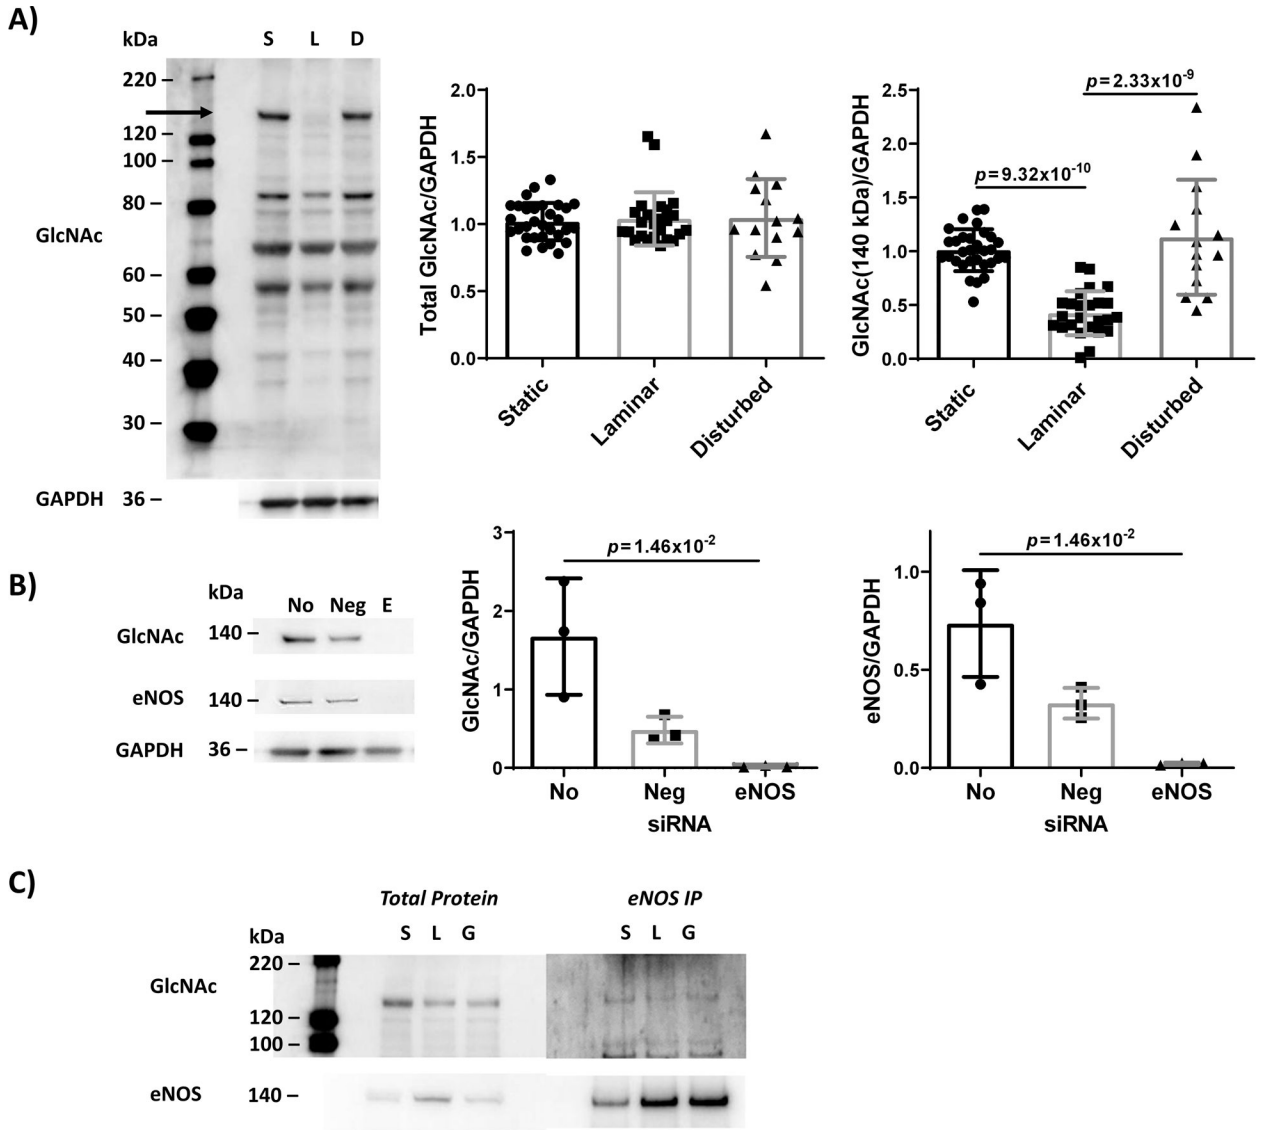 A)
kDa S L D
220 –
120 –
100 –
80 –
GlcNAc
60 –
50 –
40 –
30 –
GAPDH 36 –
Total GlcNAc/GAPDH
2.0
1.5
1.0
0.5
0.0
Static Laminar Disturbed
GlcNAc(140 kDa)/GAPDH
2.5
2.0
1.5
1.0
0.5
0.0
p=2.33x10-9
p=9.32x10-10
Static Laminar Disturbed
B)
kDa
No Neg E
GlcNAc 140 –
eNOS 140 –
GAPDH 36 –
GlcNAc/GAPDH
3
2
1
0
p=1.46x10-2
No Neg eNOS
siRNA
eNOS/GAPDH
1.0
0.5
0.0
p=1.46x10-2
No Neg eNOS
siRNA
C)
Total Protein eNOS IP
kDa S L G S L G
220 –
GlcNAc
120 –
100 –
eNOS 140 –